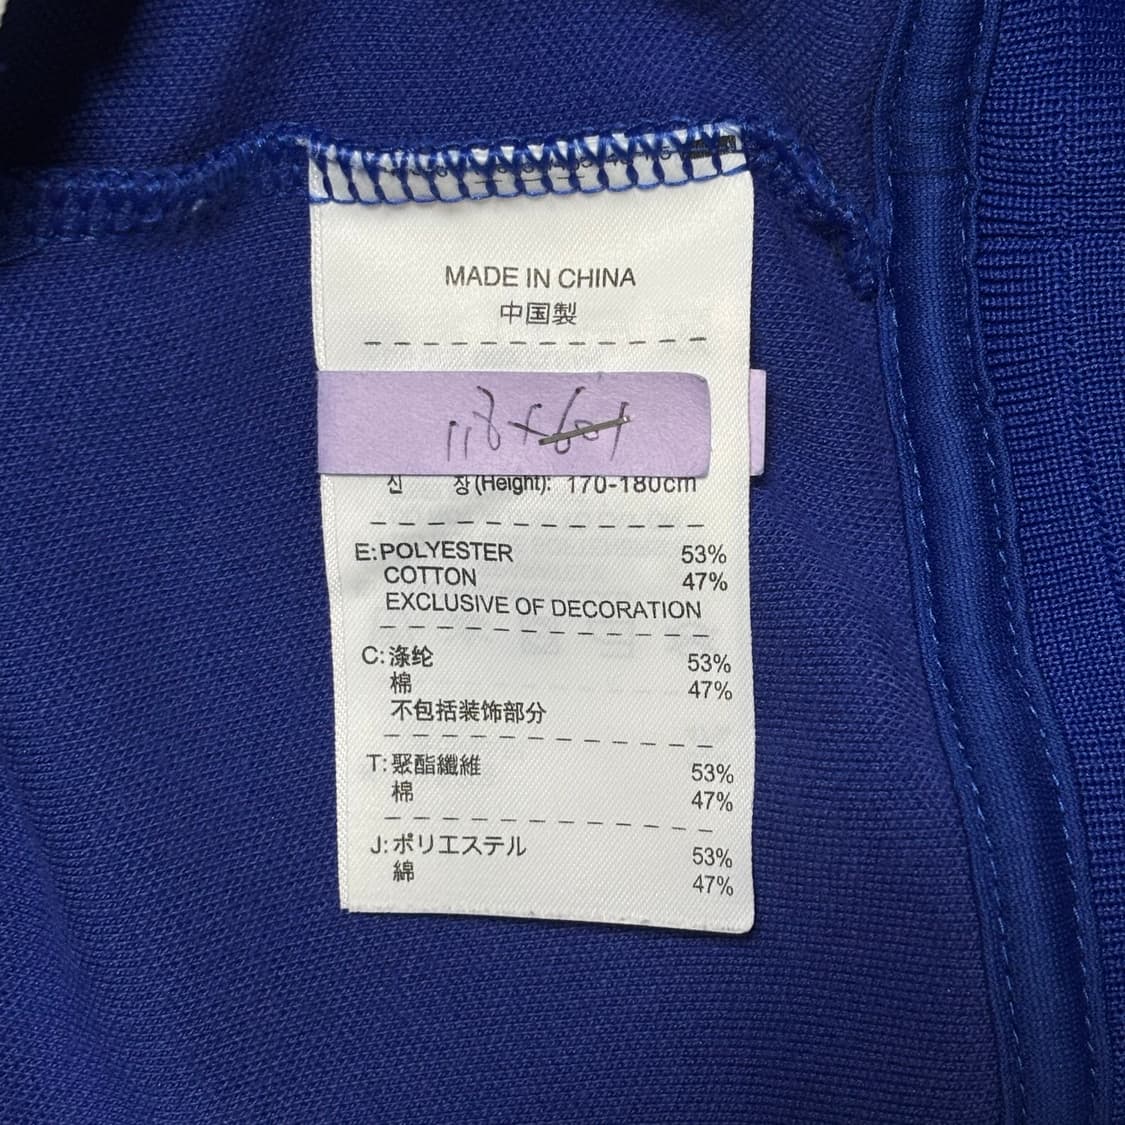 MADE IN CHINA
中国製
신 장 (Height): 170-180cm
E: POLYESTER 53%
COTTON 47%
EXCLUSIVE OF DECORATION
C: 涤纶 53%
棉 47%
不包括装饰部分
T: 聚酯纖維 53%
棉 47%
J: ポリエステル 53%
綿 47%